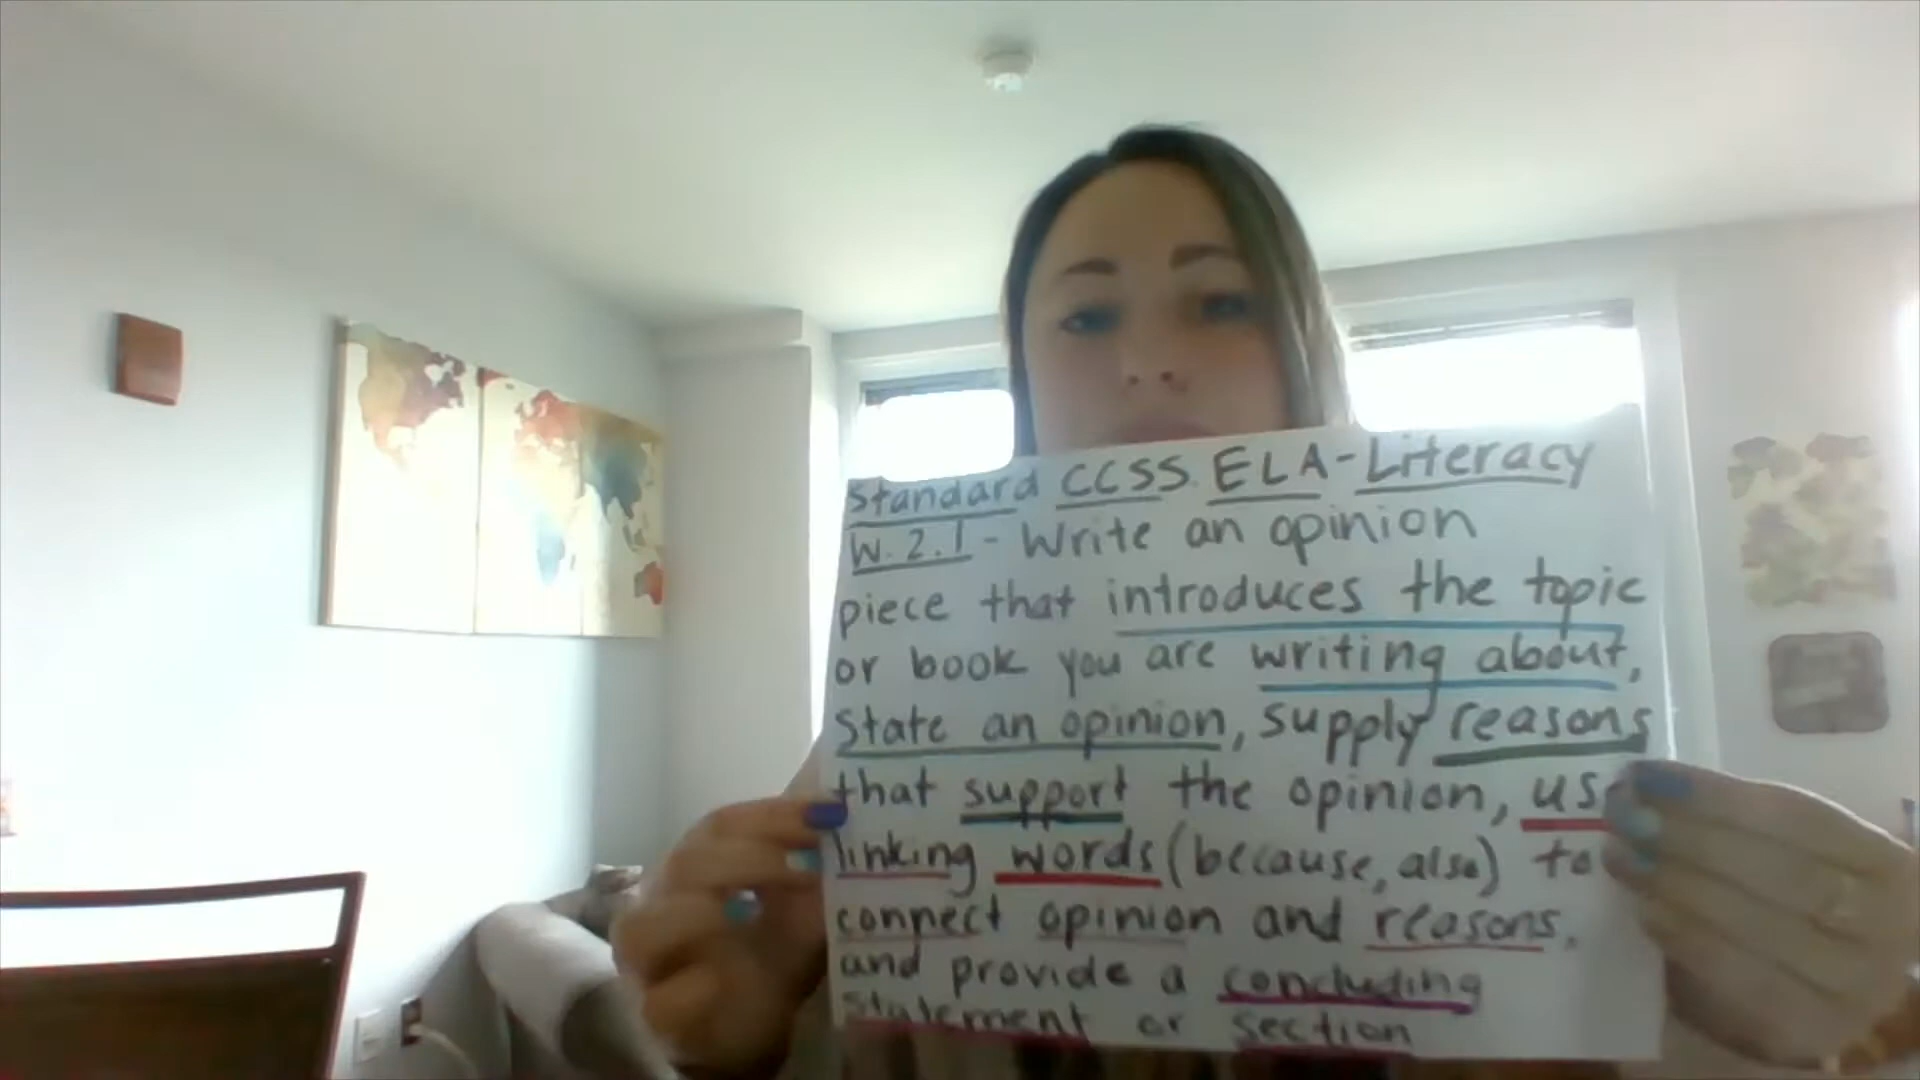 Standard CCSS. ELA-Literacy
W. 2.1 - Write an opinion
piece that introduces the topic
or book you are writing about,
State an opinion, supply reasons
that support the opinion, us
linking words (because, also) to
connect opinion and reasons,
and provide a concluding
statement or section